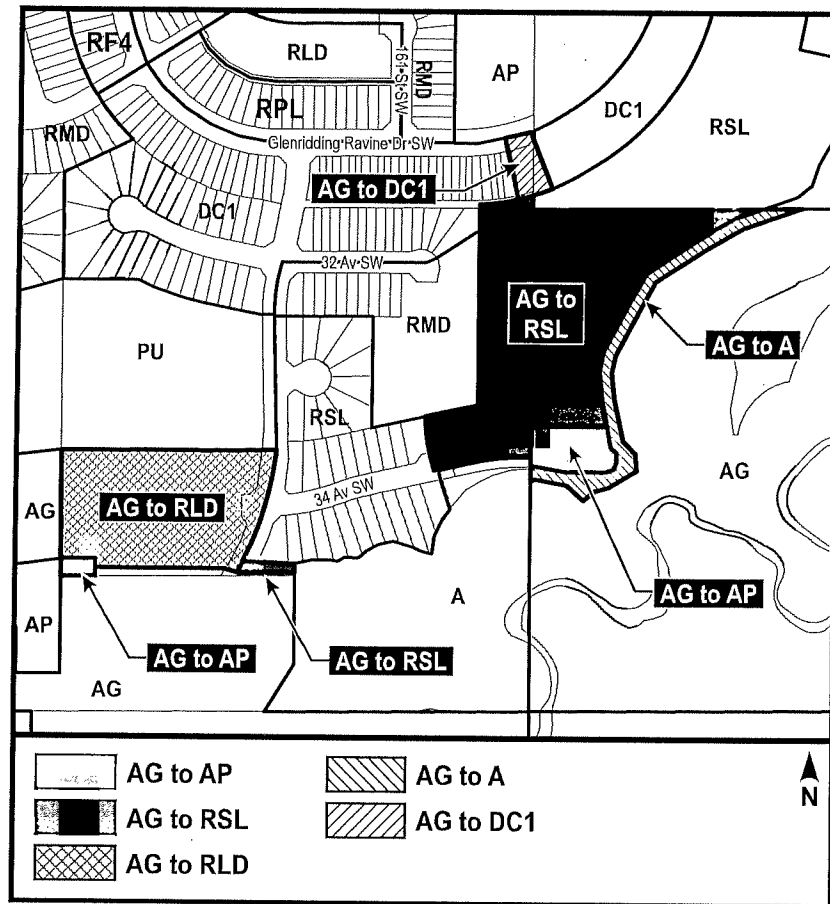 RF4
RLD
161 St SW
RMD
AP
DC1
RSL
RPL
RMD
Glenridding Ravine Dr SW
AG to DC1
DC1
32 Av SW
AG to
RSL
RMD
AG to A
PU
RSL
AG
AG to RLD
AG
34 Av SW
A
AG to AP
AP
AG to AP
AG to RSL
AG
AG to AP
AG to RSL
AG to RLD
AG to A
AG to DC1
N